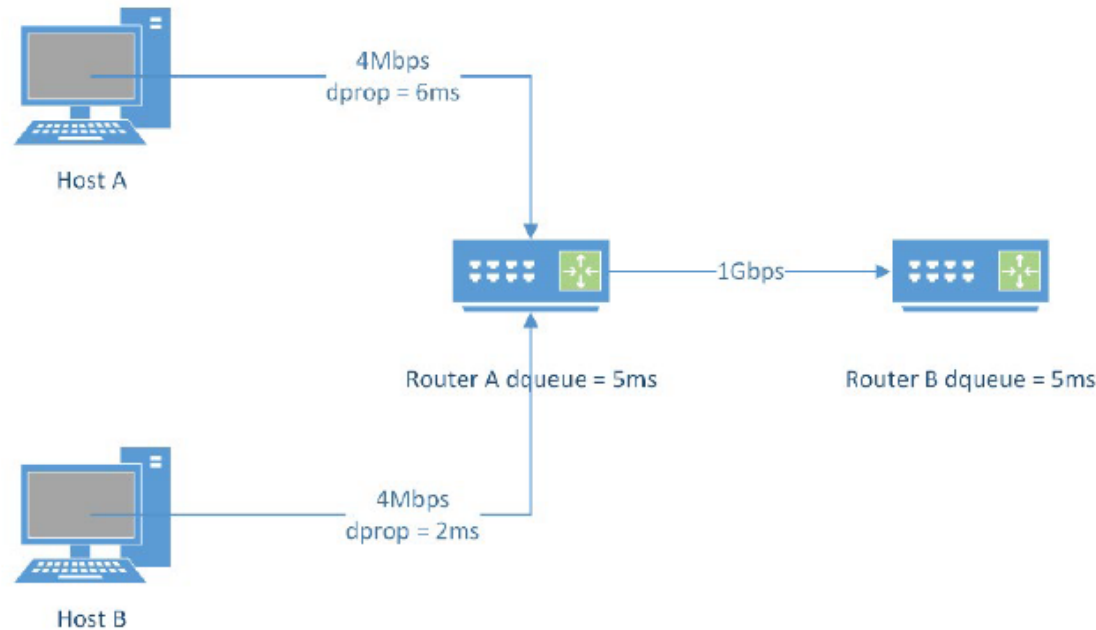 4Mbps
dprop = 6ms
Host A
1Gbps
Router A dqueue = 5ms
Router B dqueue = 5ms
4Mbps
dprop = 2ms
Host B